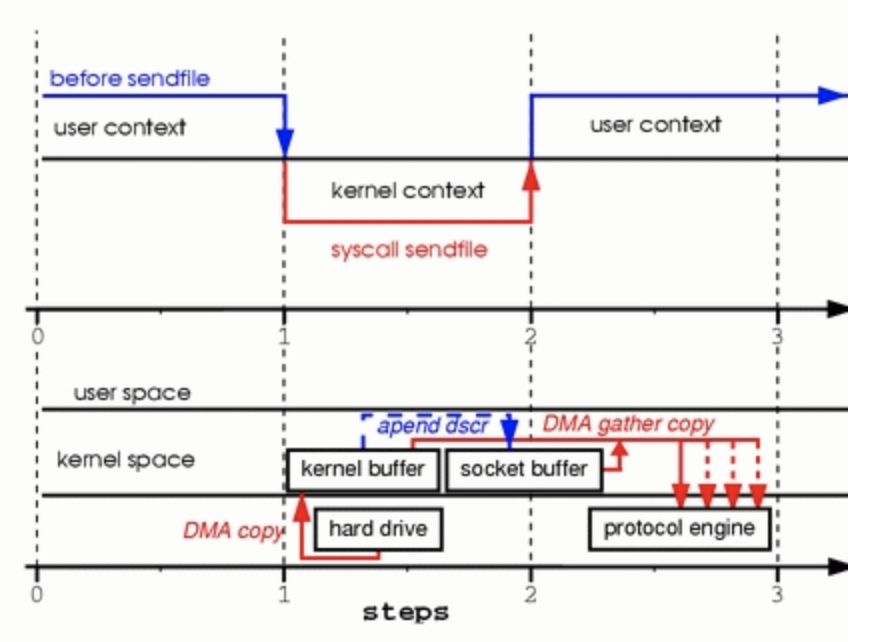 before sendfile
user context
user context
kernel context
syscall sendfile
0 1 2 3
user space
apend dscr
DMA gather copy
kernel space
kernel buffer
socket buffer
DMA copy
hard drive
protocol engine
0 1 2 3
steps